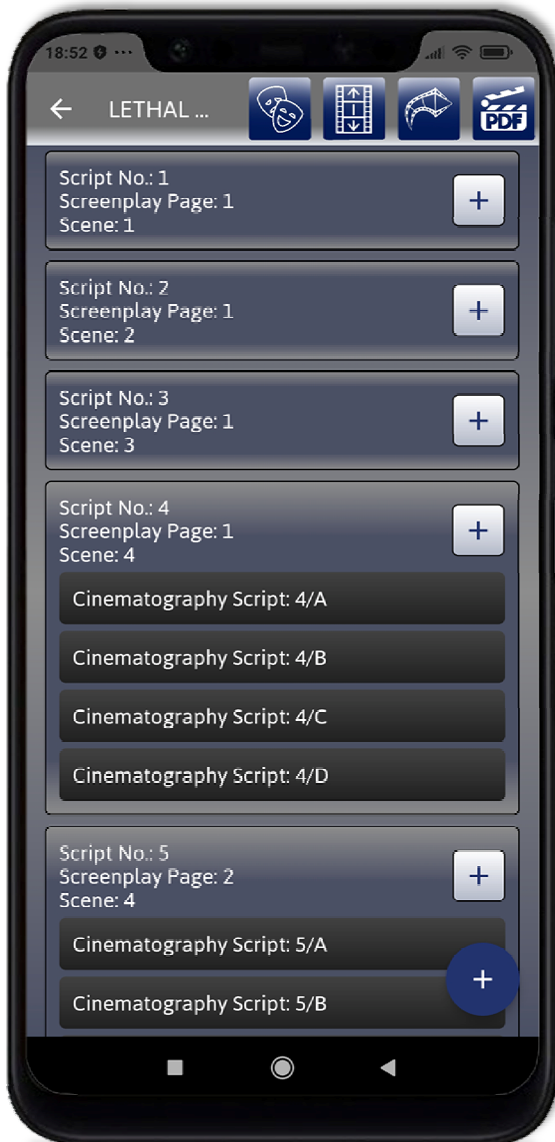 18:52
LETHAL ...
PDF
Script No.: 1
Screenplay Page: 1
Scene: 1
Script No.: 2
Screenplay Page: 1
Scene: 2
Script No.: 3
Screenplay Page: 1
Scene: 3
Script No.: 4
Screenplay Page: 1
Scene: 4
Cinematography Script: 4/A
Cinematography Script: 4/B
Cinematography Script: 4/C
Cinematography Script: 4/D
Script No.: 5
Screenplay Page: 2
Scene: 4
Cinematography Script: 5/A
Cinematography Script: 5/B